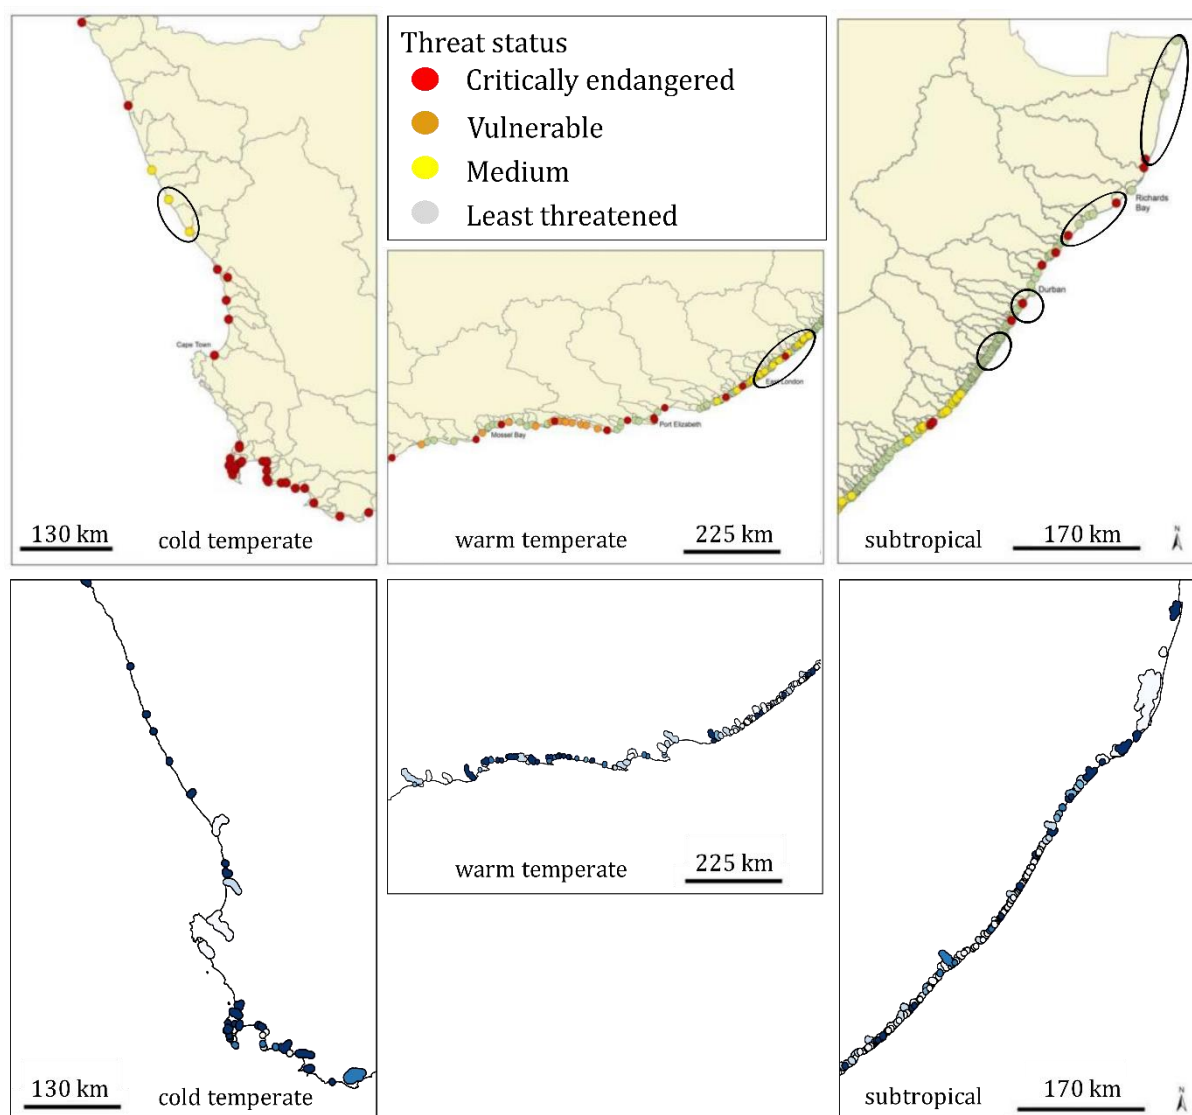 Threat status
Critically endangered
Vulnerable
Medium
Least threatened
Cape Town
130 km
cold temperate
Mossel Bay
Port Elizabeth
East London
warm temperate
225 km
Richards
Bay
Durban
subtropical
170 km
N
130 km
cold temperate
warm temperate
225 km
subtropical
170 km
N